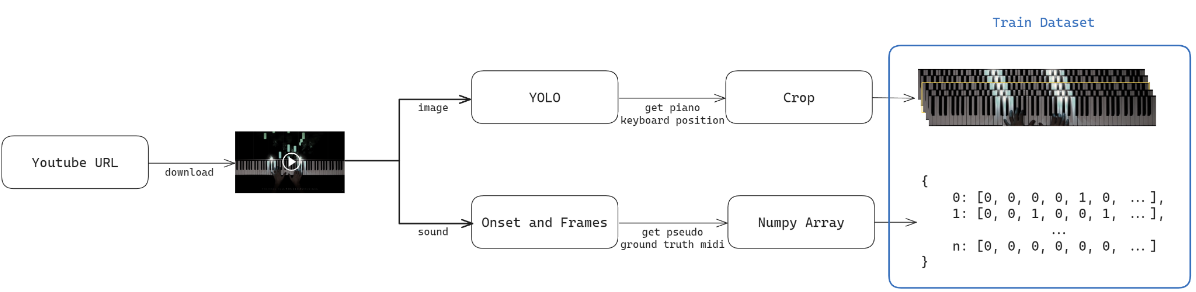 Train Dataset
Youtube URL
download
image
YOLO
get piano
keyboard position
Crop
sound
Onset and Frames
get pseudo
ground truth midi
Numpy Array
{
0: [0, 0, 0, 0, 1, 0, ...],
1: [0, 0, 1, 0, 0, 1, ...],
...
n: [0, 0, 0, 0, 0, 0, ...]
}